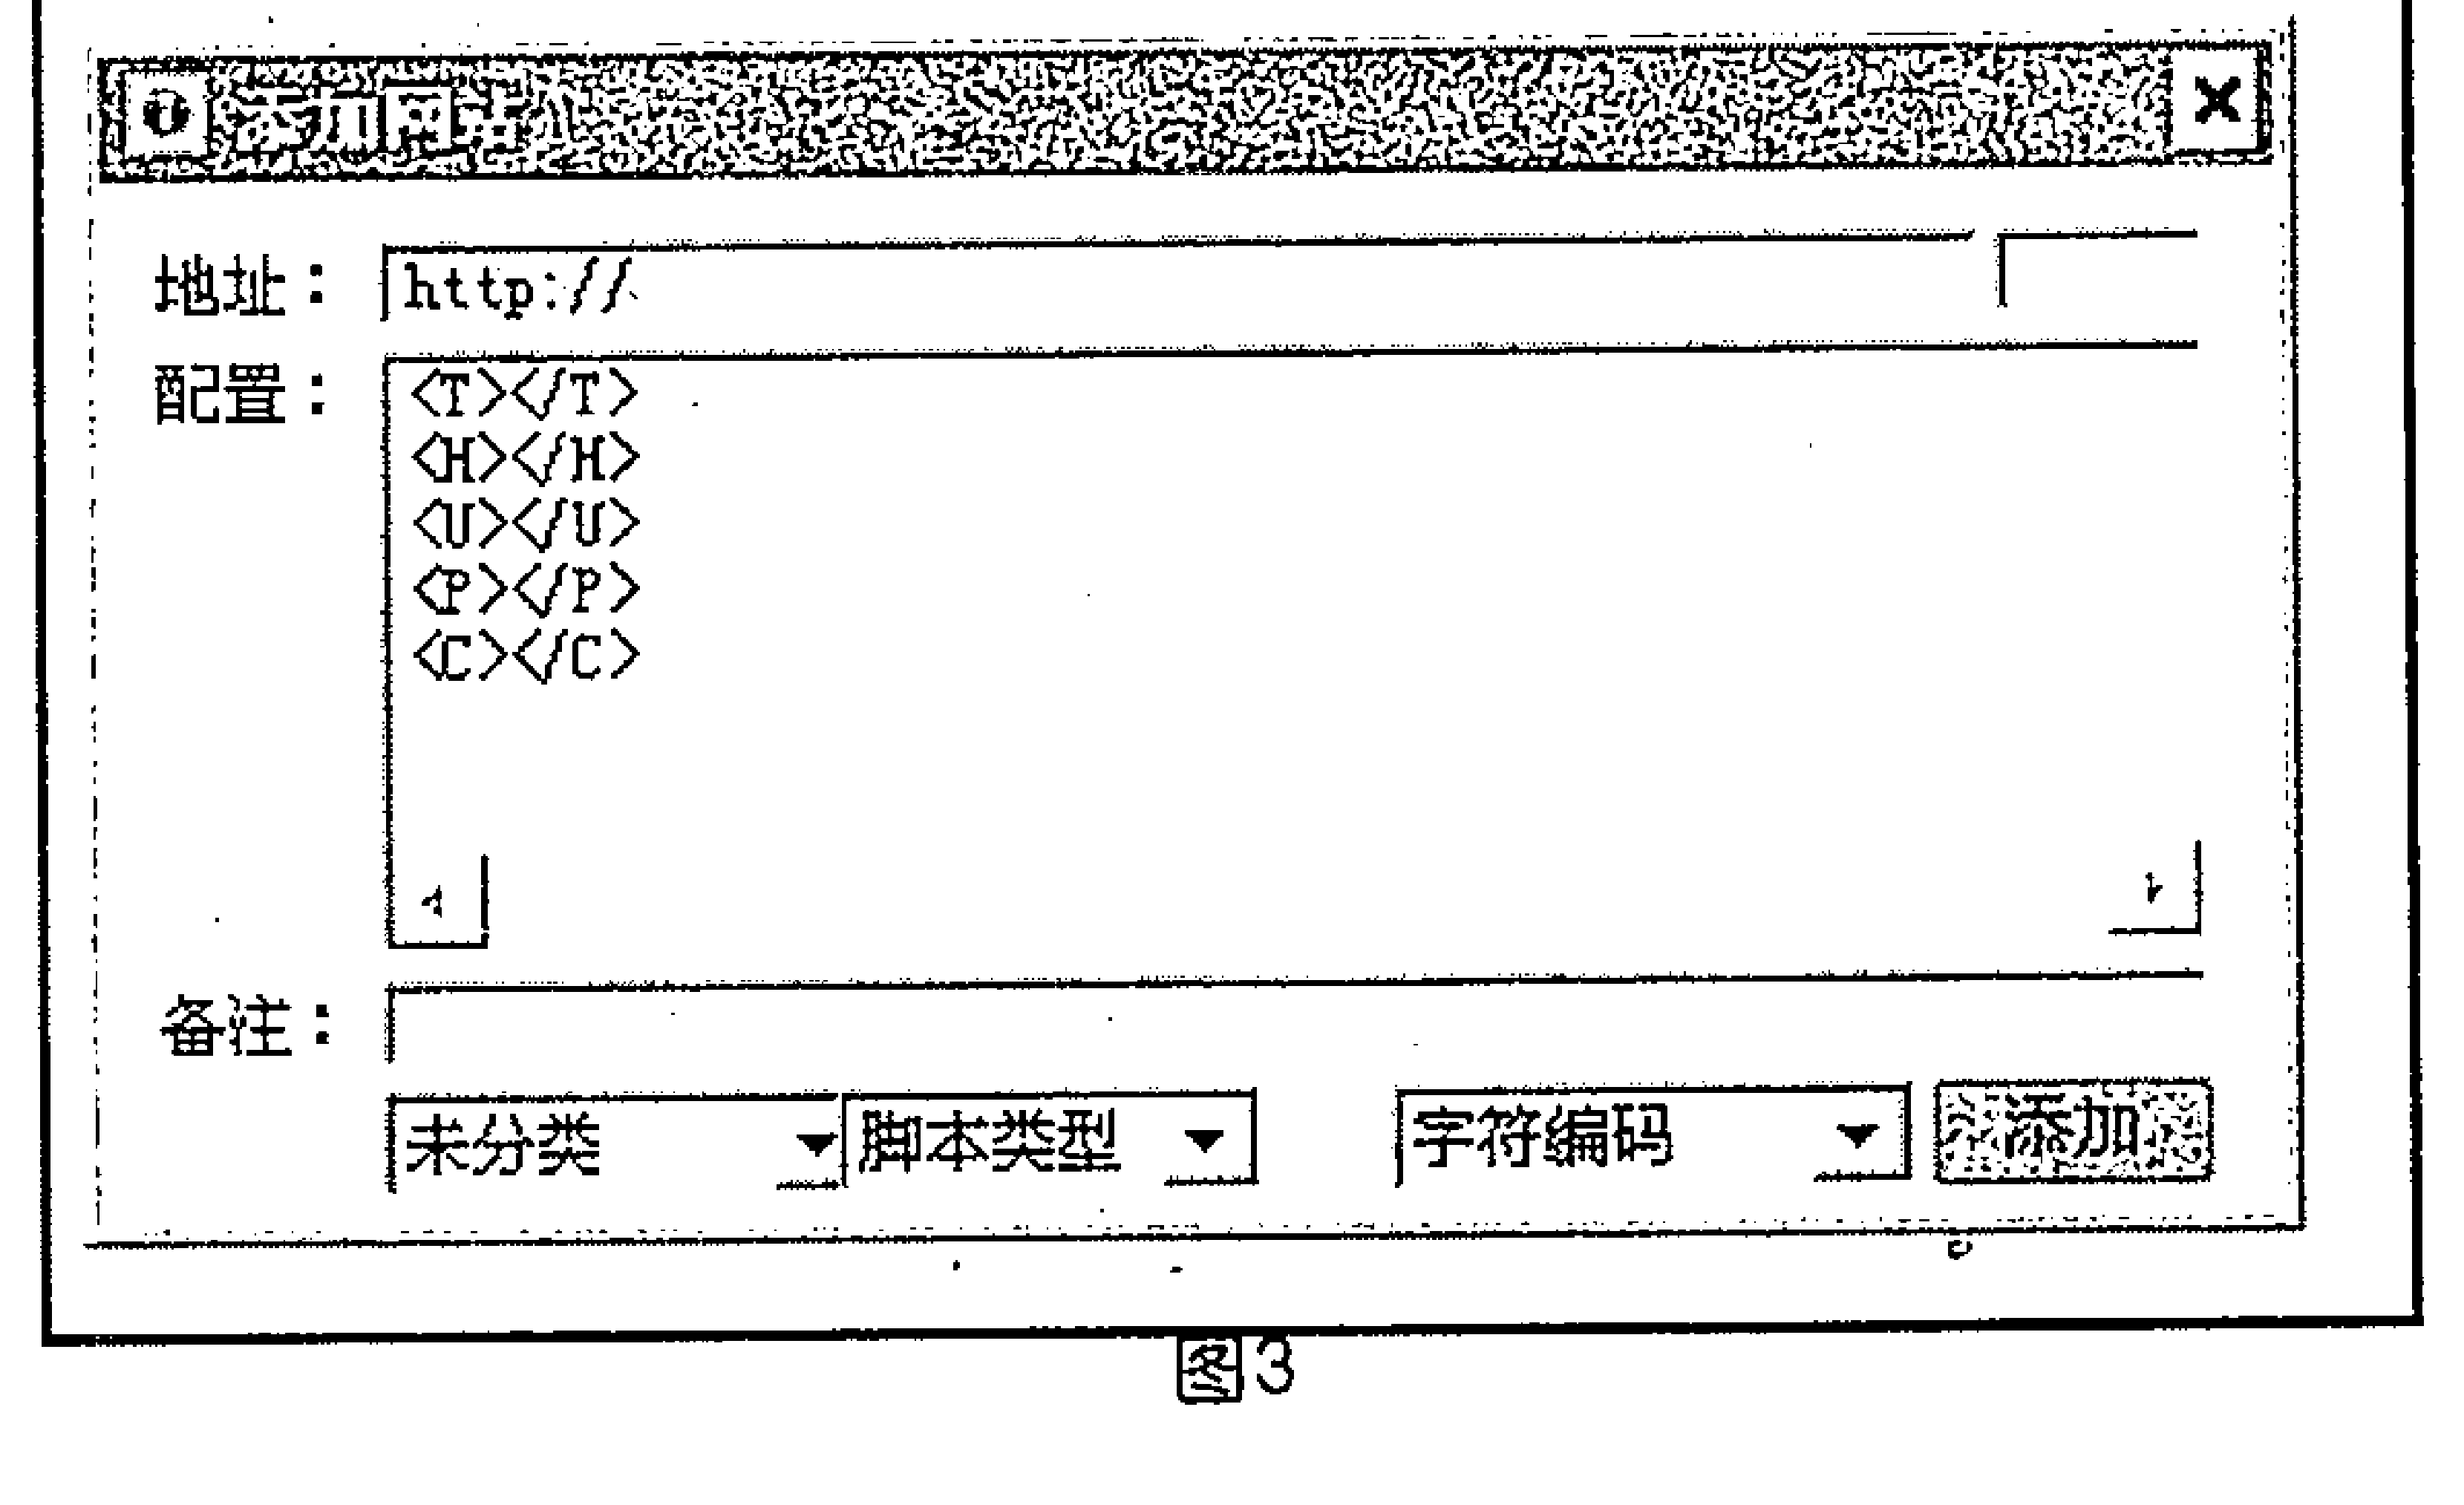 添加网站
地址： http://
配置： <T></T>
<H></H>
<U></U>
<P></P>
<C></C>
备注：
未分类 脚本类型 字符编码 添加
图3